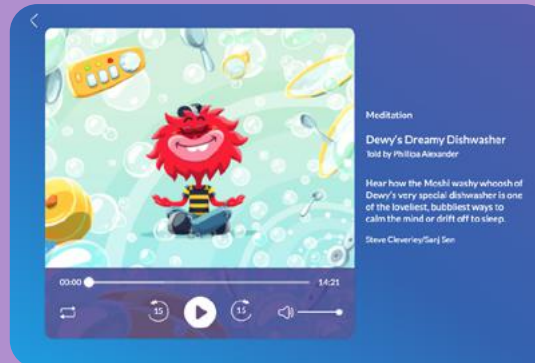 Meditation
Dewy's Dreamy Dishwasher
Told by Phillipa Alexander
Hear how the Moshi washy whoosh of
Dewy's very special dishwasher is one
of the loveliest, bubbliest ways to
calm the mind or drift off to sleep.
Steve Cleverley/Sanj Sen
00:00
14:21
15
15